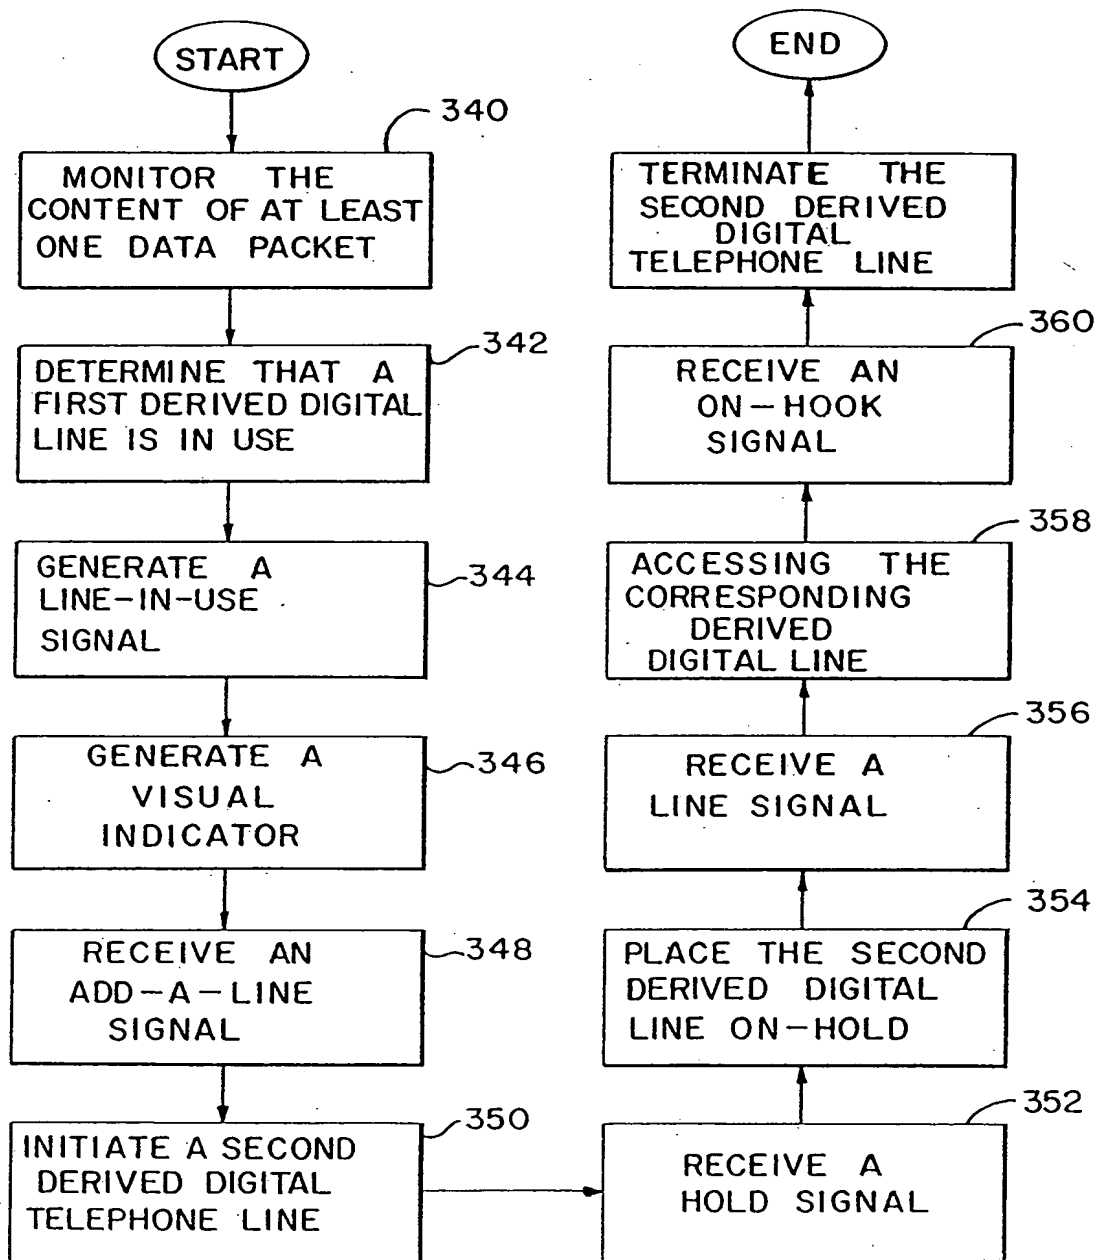 START
340
MONITOR THE
CONTENT OF AT LEAST
ONE DATA PACKET
342
DETERMINE THAT A
FIRST DERIVED DIGITAL
LINE IS IN USE
344
GENERATE A
LINE-IN-USE
SIGNAL
346
GENERATE A
VISUAL
INDICATOR
348
RECEIVE AN
ADD-A-LINE
SIGNAL
350
INITIATE A SECOND
DERIVED DIGITAL
TELEPHONE LINE
352
RECEIVE A
HOLD SIGNAL
354
PLACE THE SECOND
DERIVED DIGITAL
LINE ON-HOLD
356
RECEIVE A
LINE SIGNAL
358
ACCESSING THE
CORRESPONDING
DERIVED
DIGITAL LINE
360
RECEIVE AN
ON-HOOK
SIGNAL
TERMINATE THE
SECOND DERIVED
DIGITAL
TELEPHONE LINE
END